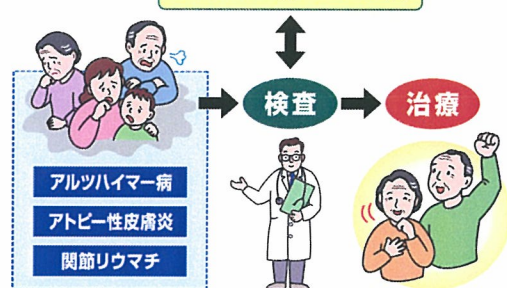 検査
治療
アルツハイマー病
アトピー性皮膚炎
関節リウマチ